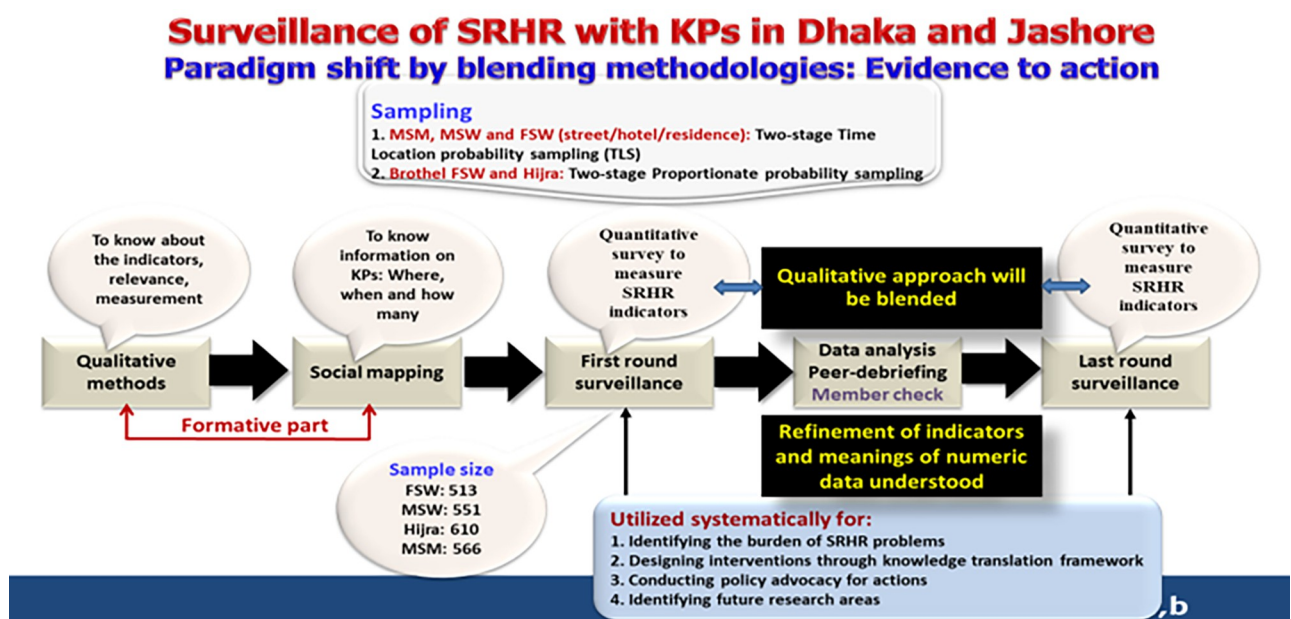 Surveillance of SRHR with KPs in Dhaka and Jashore
Paradigm shift by blending methodologies: Evidence to action
Sampling
1. MSM, MSW and FSW (street/hotel/residence): Two-stage Time
Location probability sampling (TLS)
2. Brothel FSW and Hijra: Two-stage Proportionate probability sampling
To know about
the indicators,
relevance,
measurement
To know
information on
KPs: Where,
when and how
many
Quantitative
survey to
measure
SRHR
indicators
Qualitative approach will
be blended
Quantitative
survey to
measure
SRHR
indicators
Qualitative
methods
Social mapping
First round
surveillance
Data analysis
Peer-debriefing
Member check
Last round
surveillance
Formative part
Refinement of indicators
and meanings of numeric
data understood
Sample size
FSW: 513
MSW: 551
Hijra: 610
MSM: 566
Utilized systematically for:
1. Identifying the burden of SRHR problems
2. Designing interventions through knowledge translation framework
3. Conducting policy advocacy for actions
4. Identifying future research areas
,b